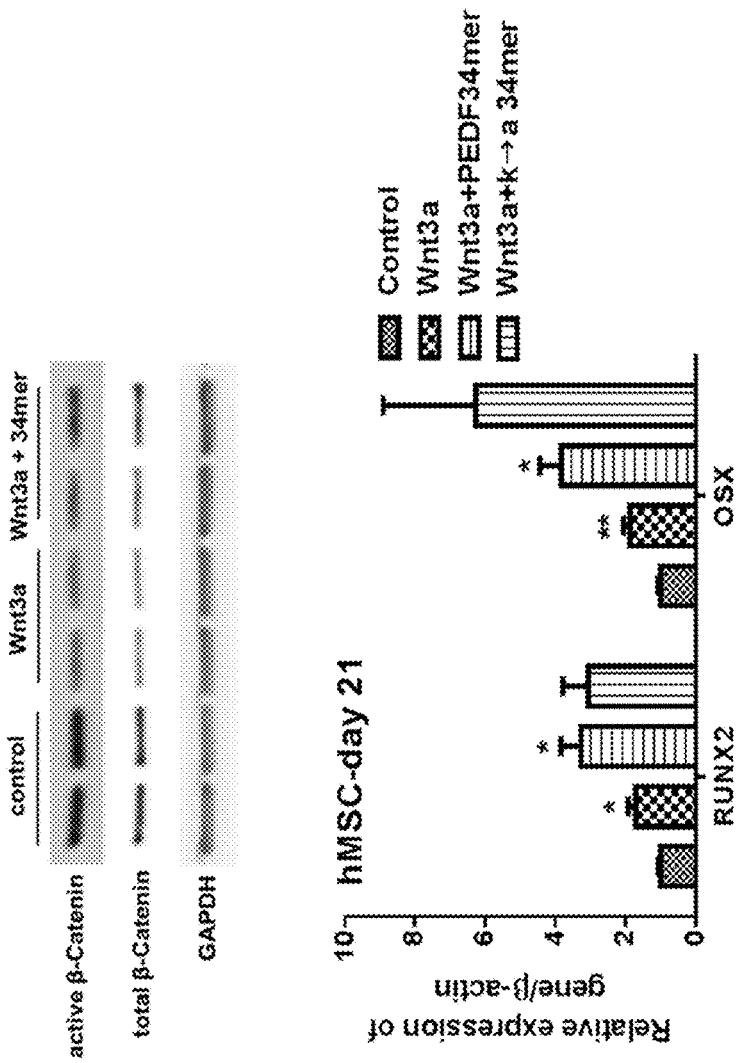 control Wnt3a Wnt3a + 34mer
active β-Catenin
total β-Catenin
GAPDH
hMSC-day 21
Relative expression of
gene/β-actin
10
8
6
4
2
0
* * *
** *
RUNX2 OSX
Control
Wnt3a
Wnt3a+PEDF34mer
Wnt3a+k→a 34mer